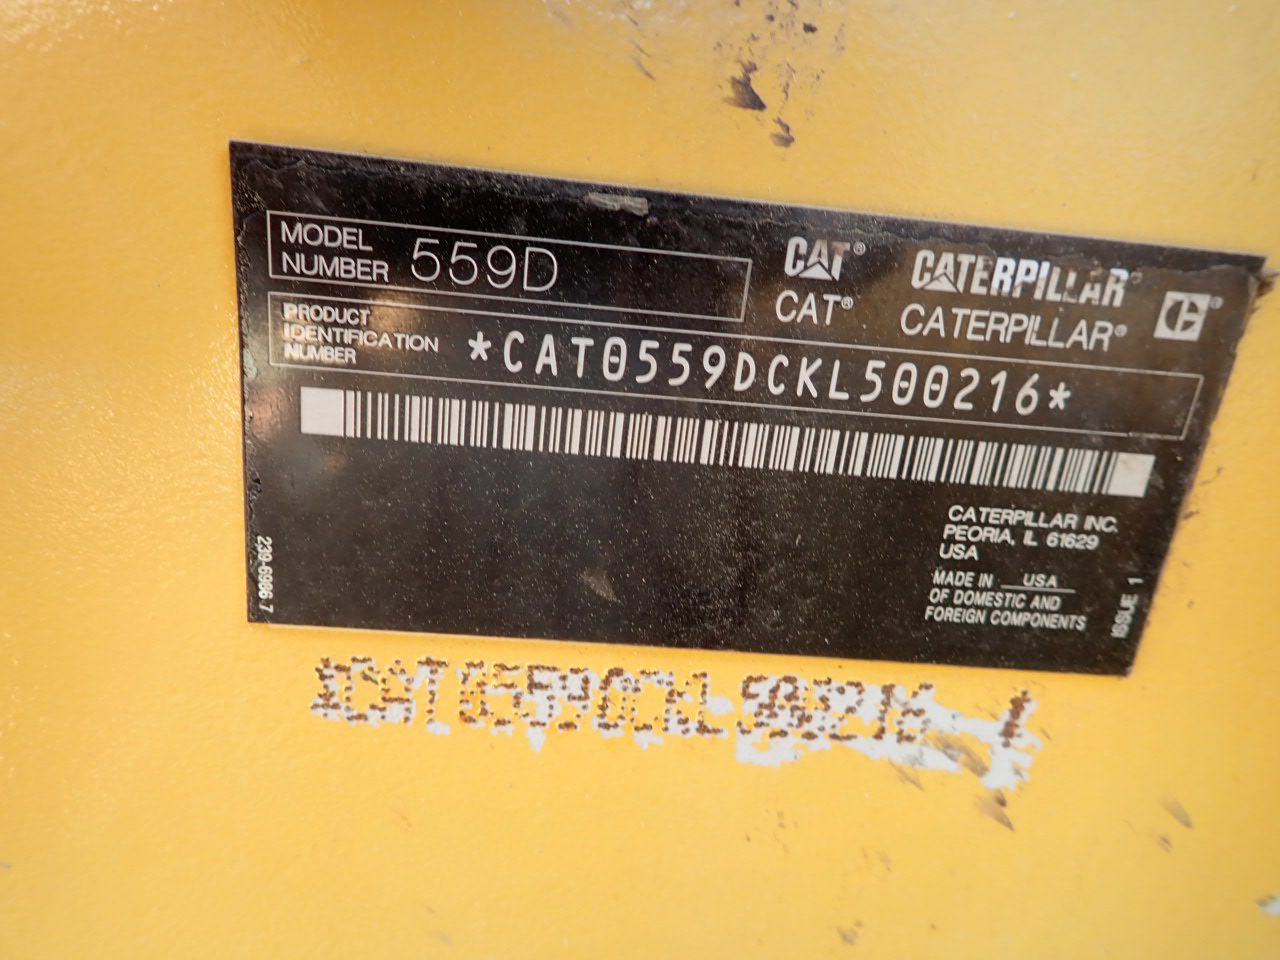 MODEL NUMBER 559D
CAT® CATERPILLAR®
CAT® CATERPILLAR®
PRODUCT IDENTIFICATION NUMBER *CAT0559DCKL500216*
CATERPILLAR INC.
PEORIA, IL 61629
USA
MADE IN USA
OF DOMESTIC AND
FOREIGN COMPONENTS
239-6986 7
ISSUE 1